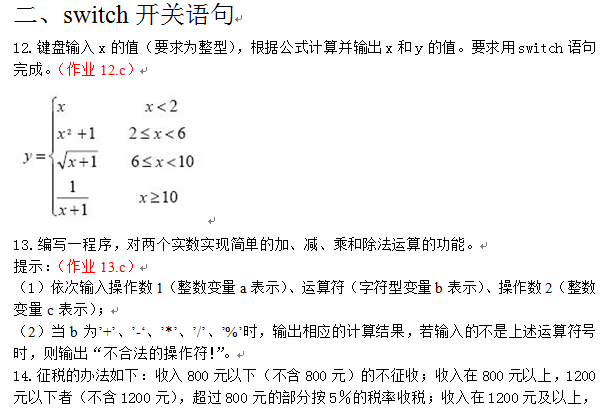 二、switch 开关语句
12.键盘输入 x 的值（要求为整型），根据公式计算并输出 x 和 y 的值。要求用 switch 语句
完成。（作业 12.c）
y = { x x < 2
x² + 1 2 ≤ x < 6
√(x+1) 6 ≤ x < 10
1/(x+1) x ≥ 10
13.编写一程序，对两个实数实现简单的加、减、乘和除法运算的功能。
提示：（作业 13.c）
（1）依次输入操作数 1（整数变量 a 表示）、运算符（字符型变量 b 表示）、操作数 2（整数
变量 c 表示）；
（2）当 b 为’+’、’-‘、’*’、’/’、’%’时，输出相应的计算结果，若输入的不是上述运算符号
时，则输出“不合法的操作符!”。
14.征税的办法如下：收入 800 元以下（不含 800 元）的不征收；收入在 800 元以上，1200
元以下者（不含 1200 元），超过 800 元的部分按 5%的税率收税；收入在 1200 元及以上，